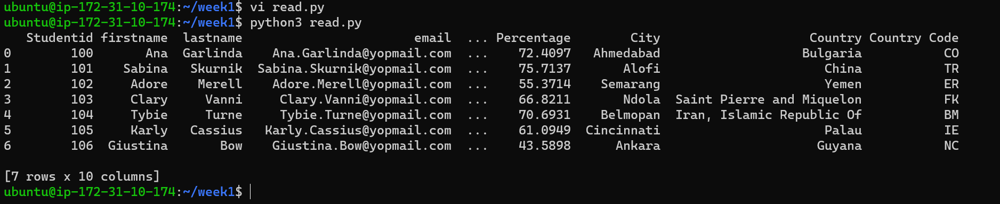 ubuntu@ip-172-31-10-174:~/week1$ vi read.py
ubuntu@ip-172-31-10-174:~/week1$ python3 read.py
   Studentid firstname  lastname                       email  ... Percentage        City                    Country Country Code
0        100       Ana  Garlinda    Ana.Garlinda@yopmail.com  ...    72.4097   Ahmedabad                   Bulgaria           CO
1        101    Sabina   Skurnik  Sabina.Skurnik@yopmail.com  ...    75.7137       Alofi                      China           TR
2        102     Adore    Merell    Adore.Merell@yopmail.com  ...    55.3714    Semarang                      Yemen           ER
3        103     Clary     Vanni     Clary.Vanni@yopmail.com  ...    66.8211       Ndola  Saint Pierre and Miquelon           FK
4        104     Tybie     Turne     Tybie.Turne@yopmail.com  ...    70.6931    Belmopan  Iran, Islamic Republic Of           BM
5        105     Karly   Cassius   Karly.Cassius@yopmail.com  ...    61.0949  Cincinnati                      Palau           IE
6        106  Giustina       Bow    Giustina.Bow@yopmail.com  ...    43.5898      Ankara                     Guyana           NC

[7 rows x 10 columns]
ubuntu@ip-172-31-10-174:~/week1$